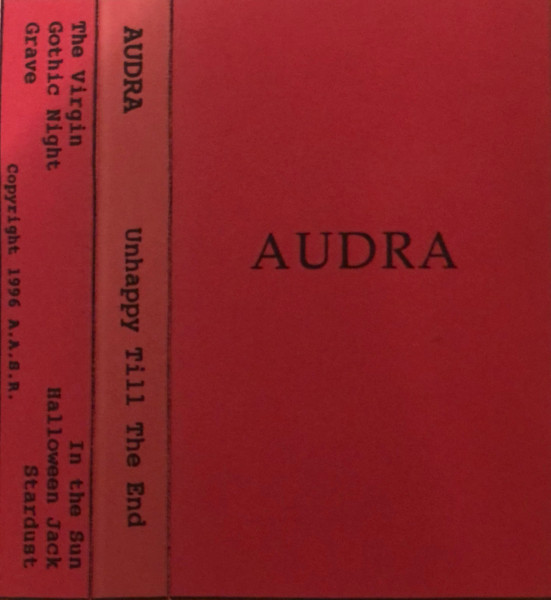 AUDRA
AUDRA Unhappy Till The End
The Virgin In the Sun
Gothic Night Halloween Jack
Grave Stardust
Copyright 1996 A.A.S.R.